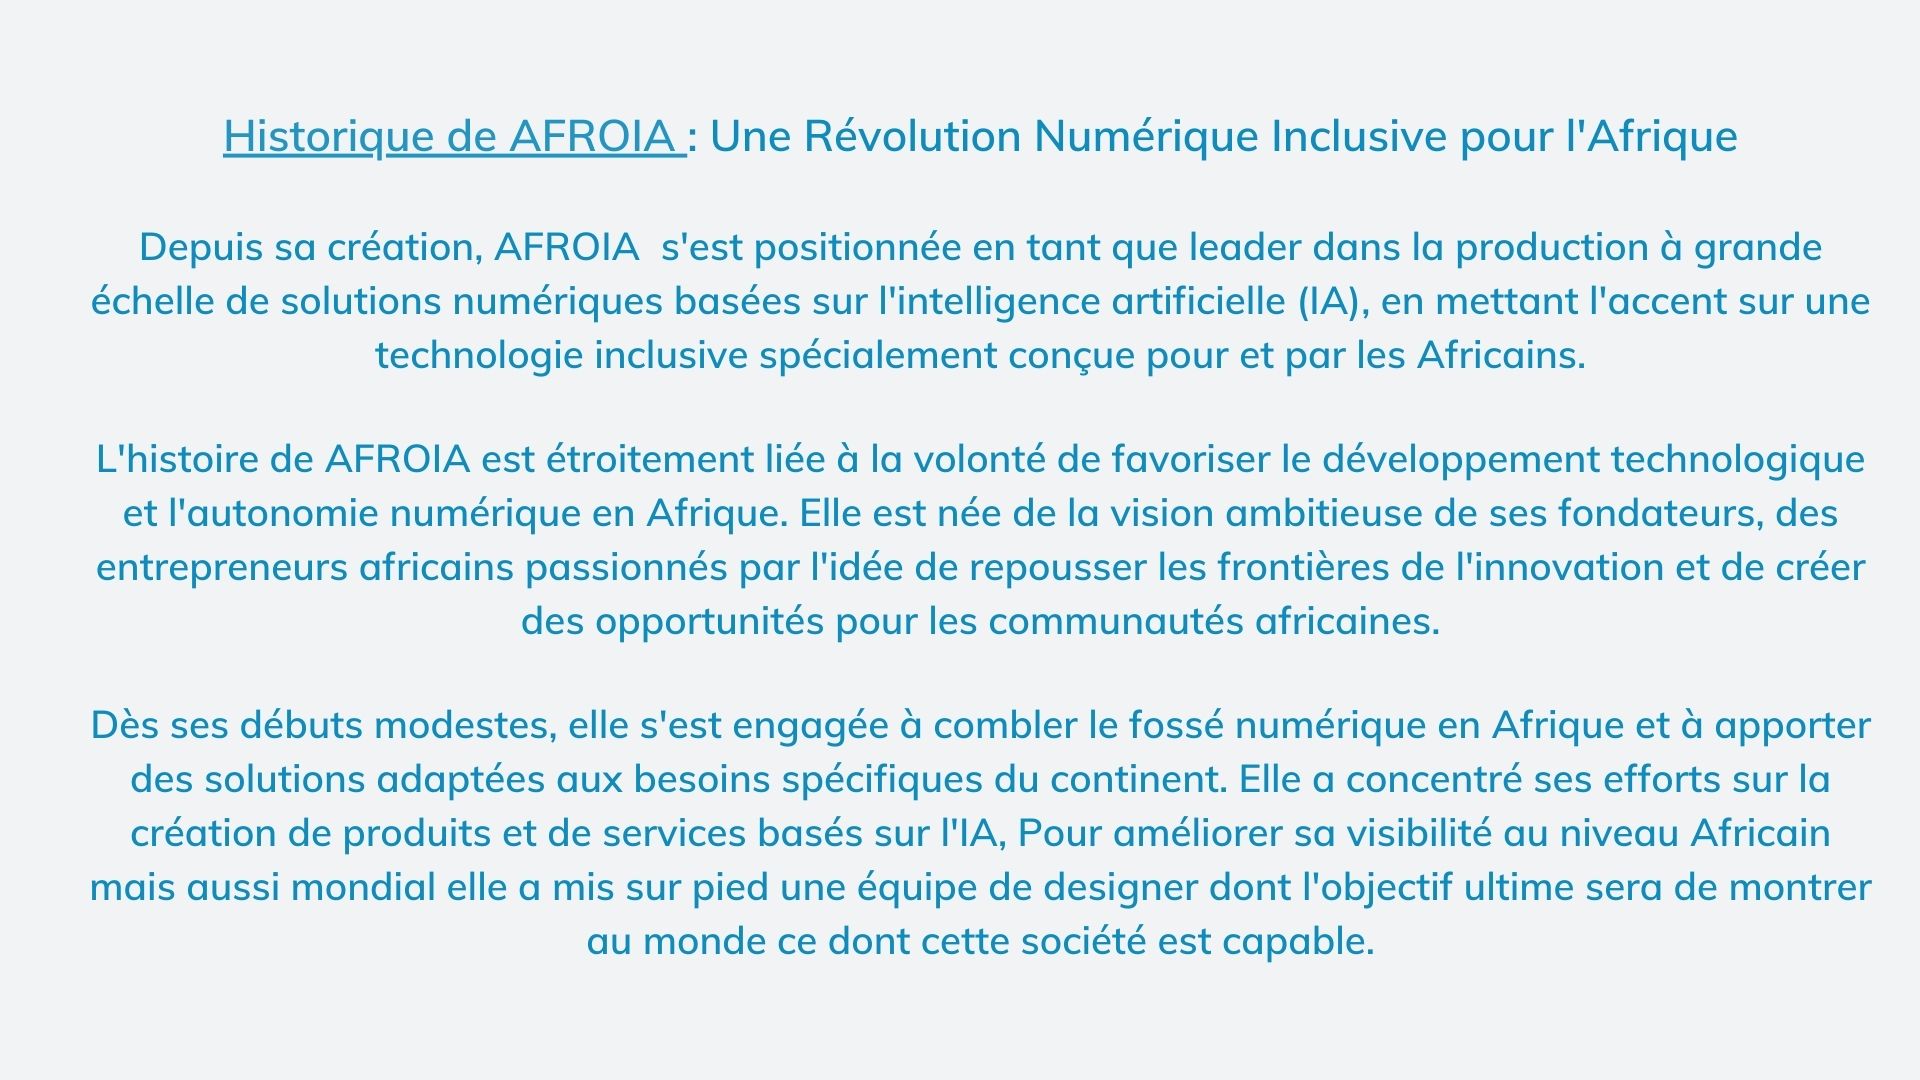 Historique de AFROIA : Une Révolution Numérique Inclusive pour l'Afrique
Depuis sa création, AFROIA  s'est positionnée en tant que leader dans la production à grande
échelle de solutions numériques basées sur l'intelligence artificielle (IA), en mettant l'accent sur une
technologie inclusive spécialement conçue pour et par les Africains.
L'histoire de AFROIA est étroitement liée à la volonté de favoriser le développement technologique
et l'autonomie numérique en Afrique. Elle est née de la vision ambitieuse de ses fondateurs, des
entrepreneurs africains passionnés par l'idée de repousser les frontières de l'innovation et de créer
des opportunités pour les communautés africaines.
Dès ses débuts modestes, elle s'est engagée à combler le fossé numérique en Afrique et à apporter
des solutions adaptées aux besoins spécifiques du continent. Elle a concentré ses efforts sur la
création de produits et de services basés sur l'IA, Pour améliorer sa visibilité au niveau Africain
mais aussi mondial elle a mis sur pied une équipe de designer dont l'objectif ultime sera de montrer
au monde ce dont cette société est capable.